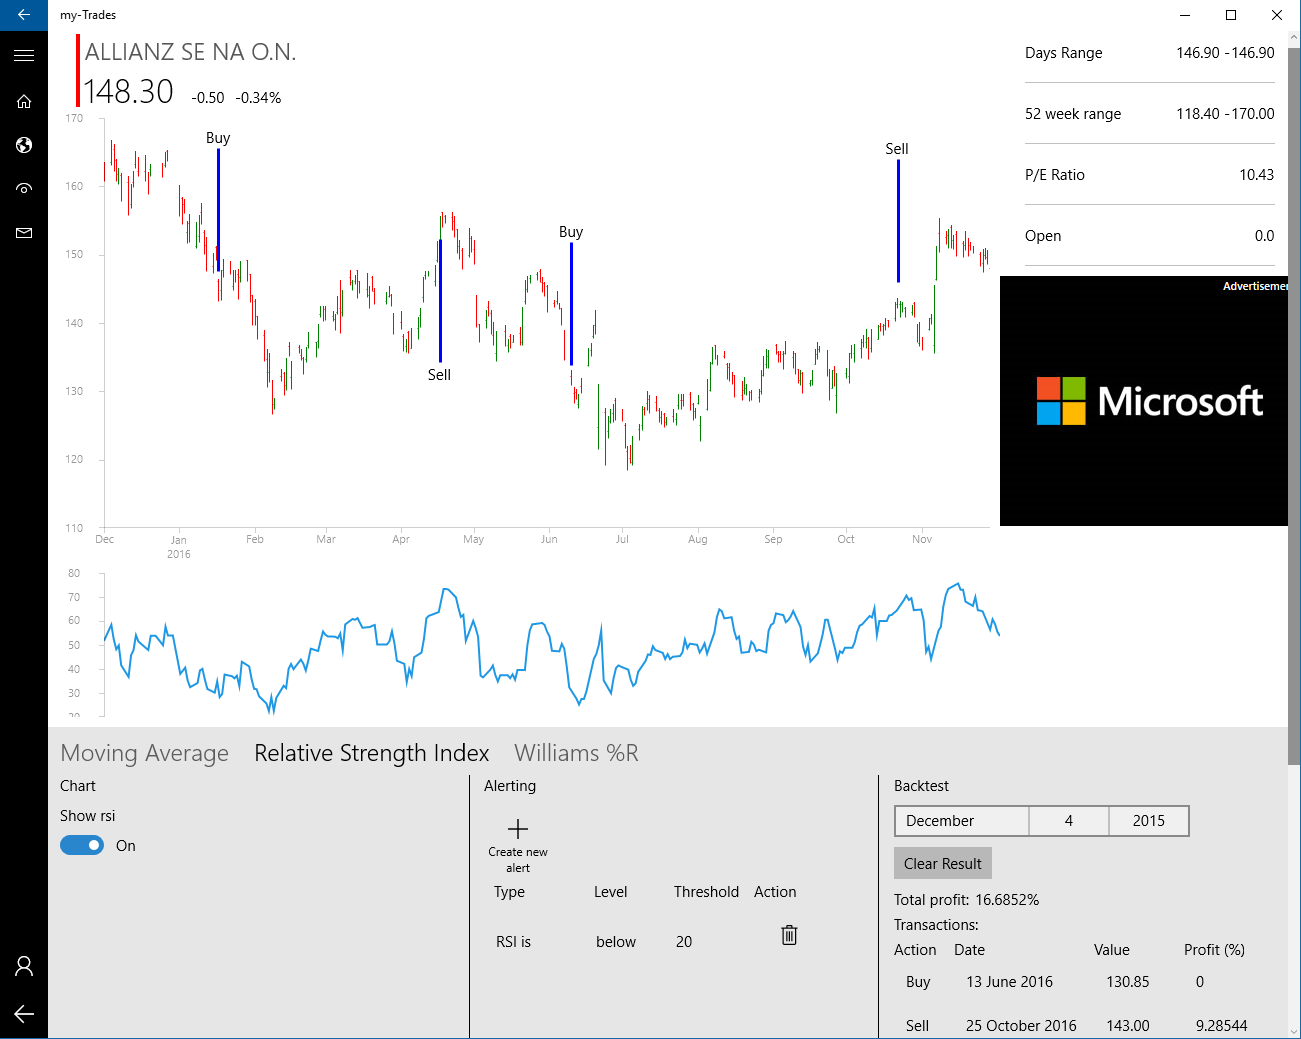 my-Trades
ALLIANZ SE NA O.N.
148.30 -0.50 -0.34%
Days Range 146.90 -146.90
52 week range 118.40 -170.00
P/E Ratio 10.43
Open 0.0
Advertisemen
Microsoft
170
160
150
140
130
120
110
Buy
Sell
Buy
Sell
Dec Jan Feb Mar Apr May Jun Jul Aug Sep Oct Nov
2016
80
70
60
50
40
30
20
Moving Average Relative Strength Index Williams %R
Chart
Show rsi
On
Alerting
Create new
alert
Type Level Threshold Action
RSI is below 20
Backtest
December 4 2015
Clear Result
Total profit: 16.6852%
Transactions:
Action Date Value Profit (%)
Buy 13 June 2016 130.85 0
Sell 25 October 2016 143.00 9.28544